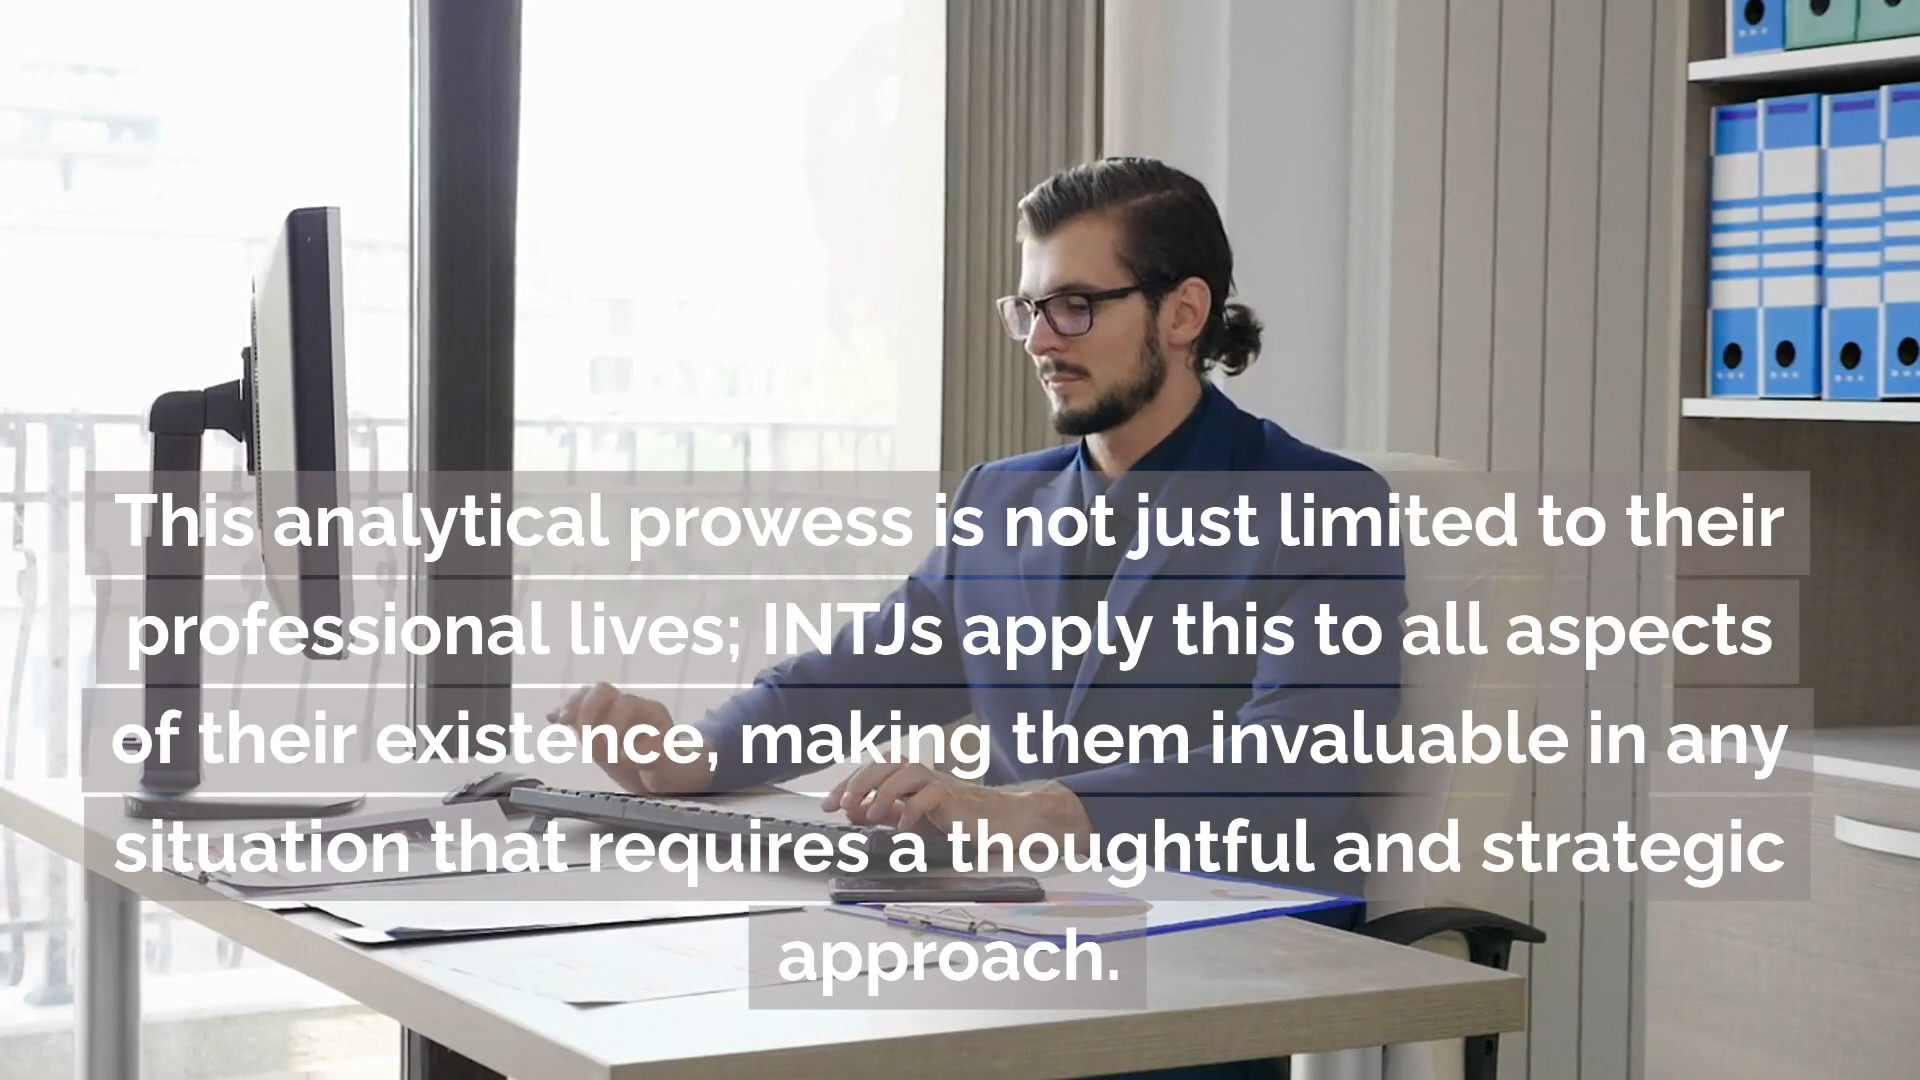 This analytical prowess is not just limited to their
professional lives; INTJs apply this to all aspects
of their existence, making them invaluable in any
situation that requires a thoughtful and strategic
approach.